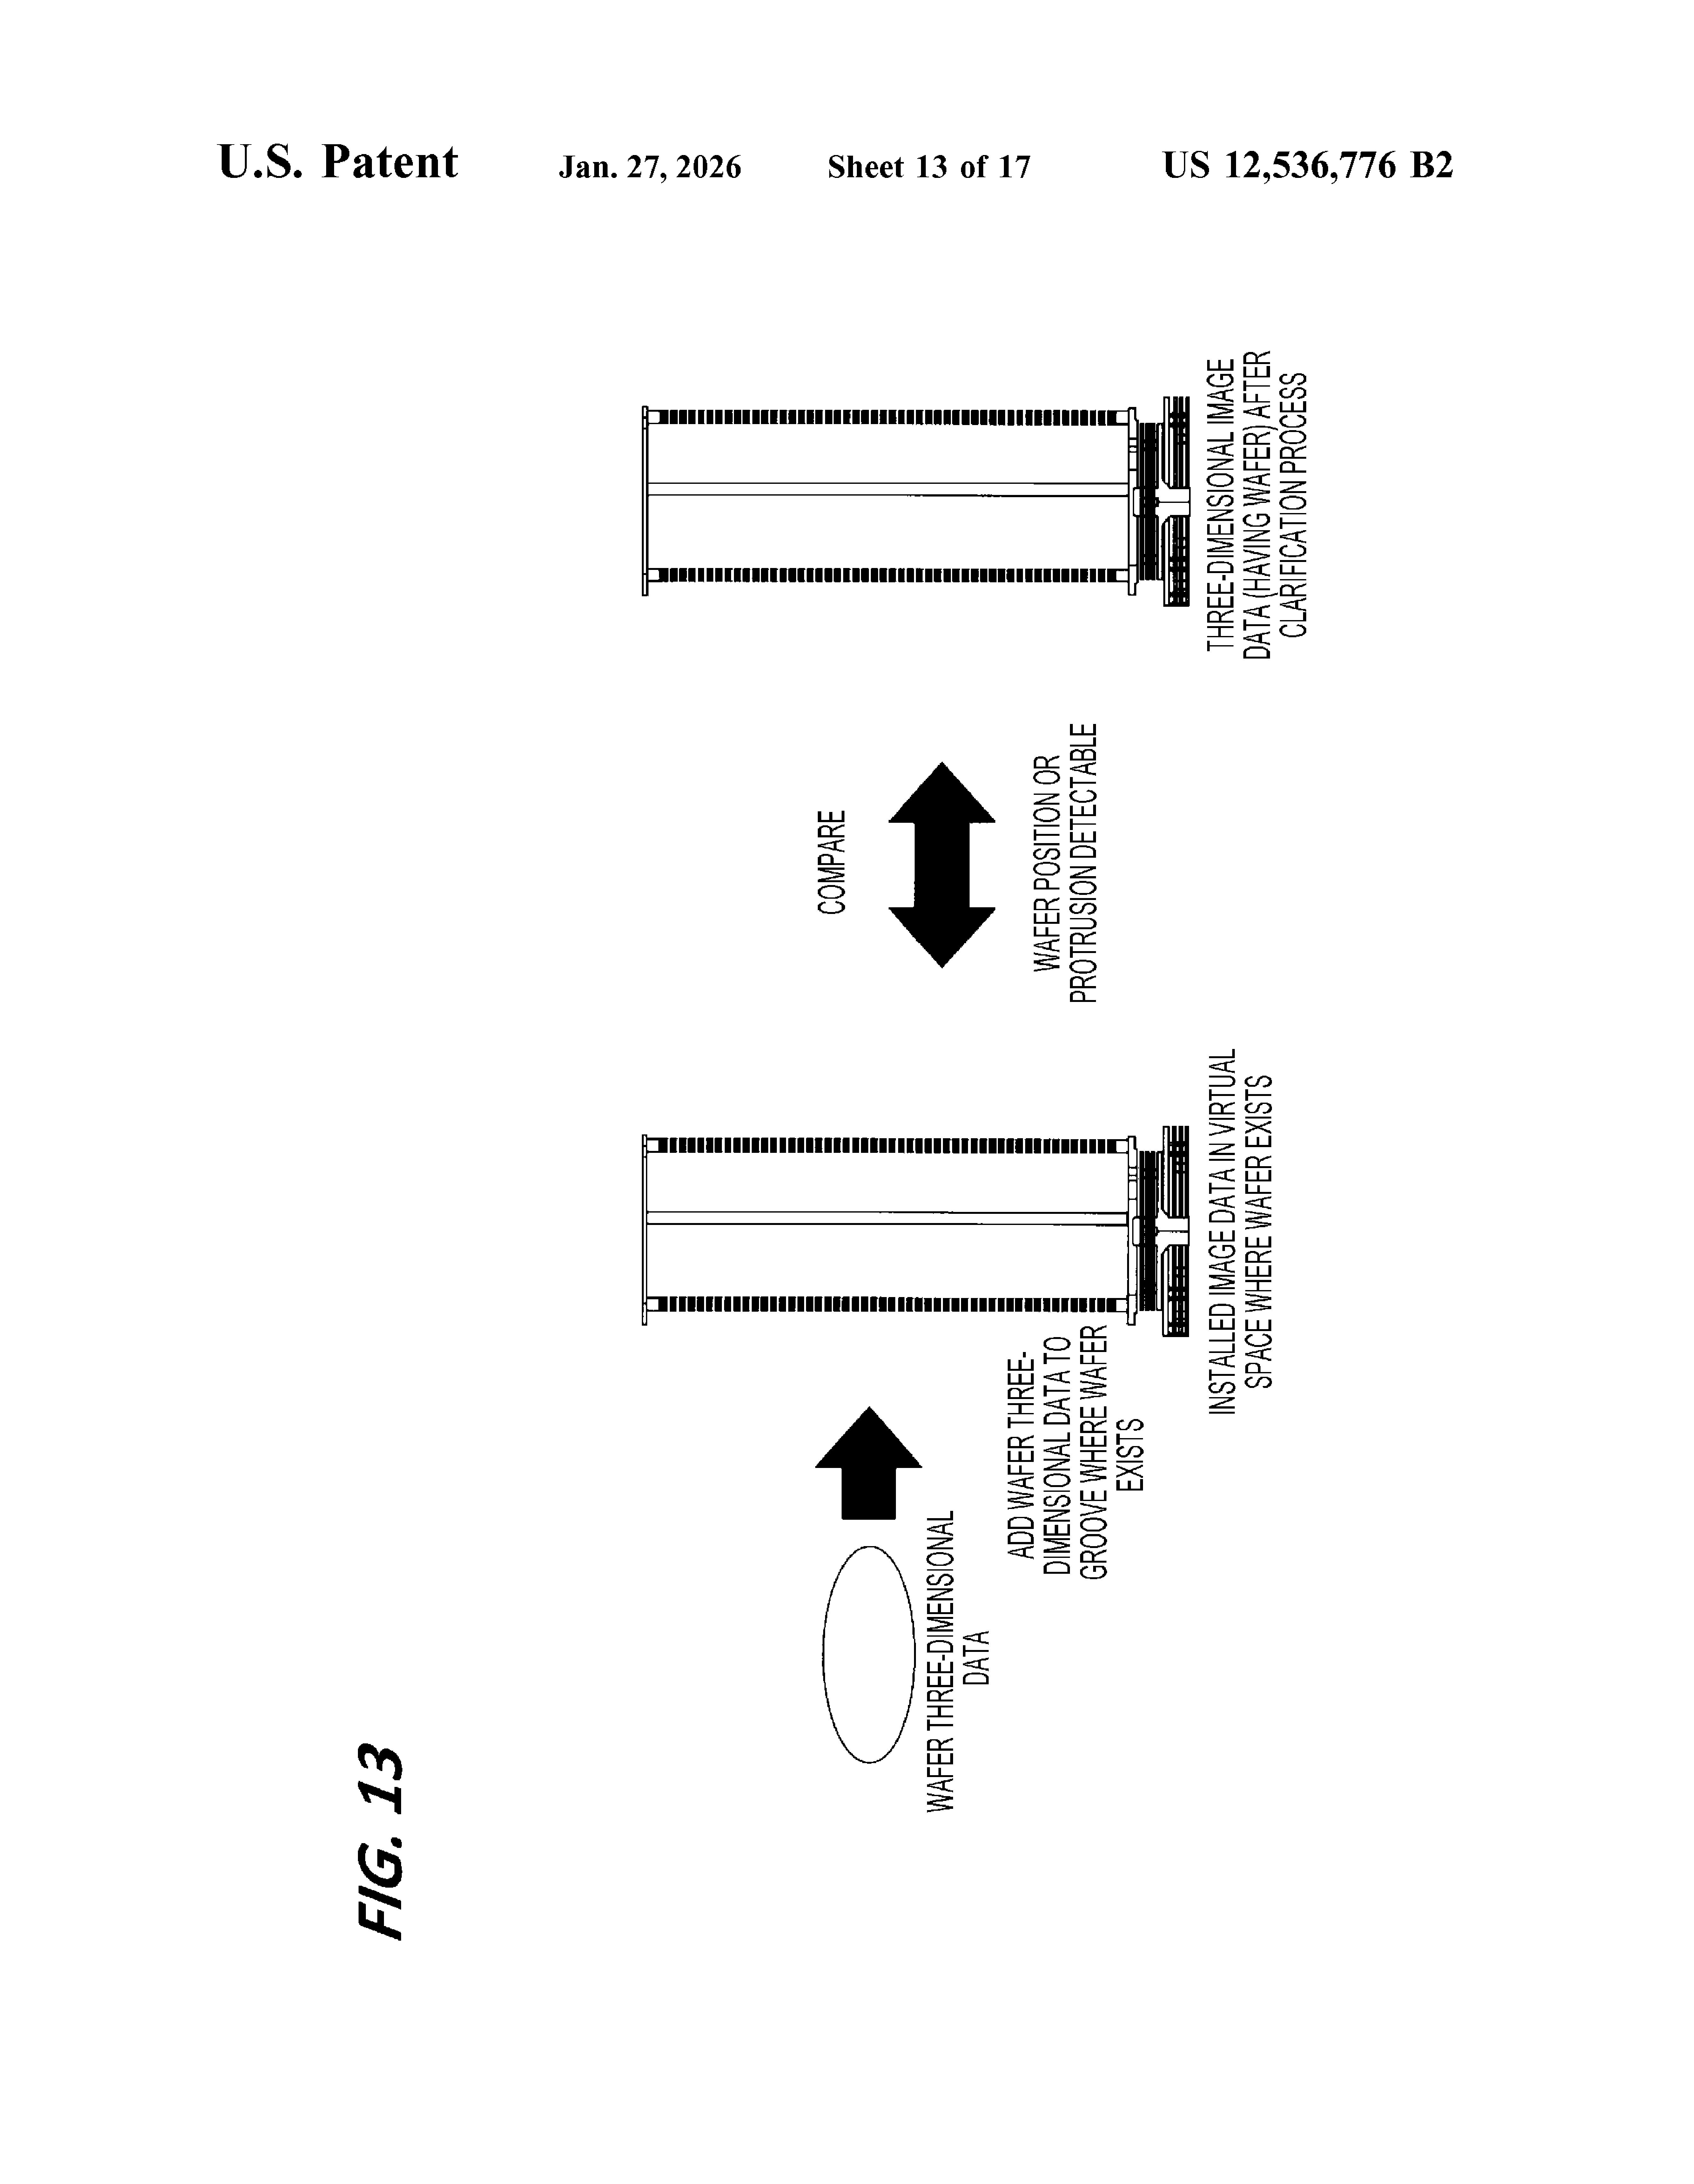 U.S. Patent Jan. 27, 2026 Sheet 13 of 17 US 12,536,776 B2
FIG. 13
WAFER THREE-DIMENSIONAL
DATA
ADD WAFER THREE-
DIMENSIONAL DATA TO
GROOVE WHERE WAFER
EXISTS
INSTALLED IMAGE DATA IN VIRTUAL
SPACE WHERE WAFER EXISTS
COMPARE
WAFER POSITION OR
PROTRUSION DETECTABLE
THREE-DIMENSIONAL IMAGE
DATA (HAVING WAFER) AFTER
CLARIFICATION PROCESS